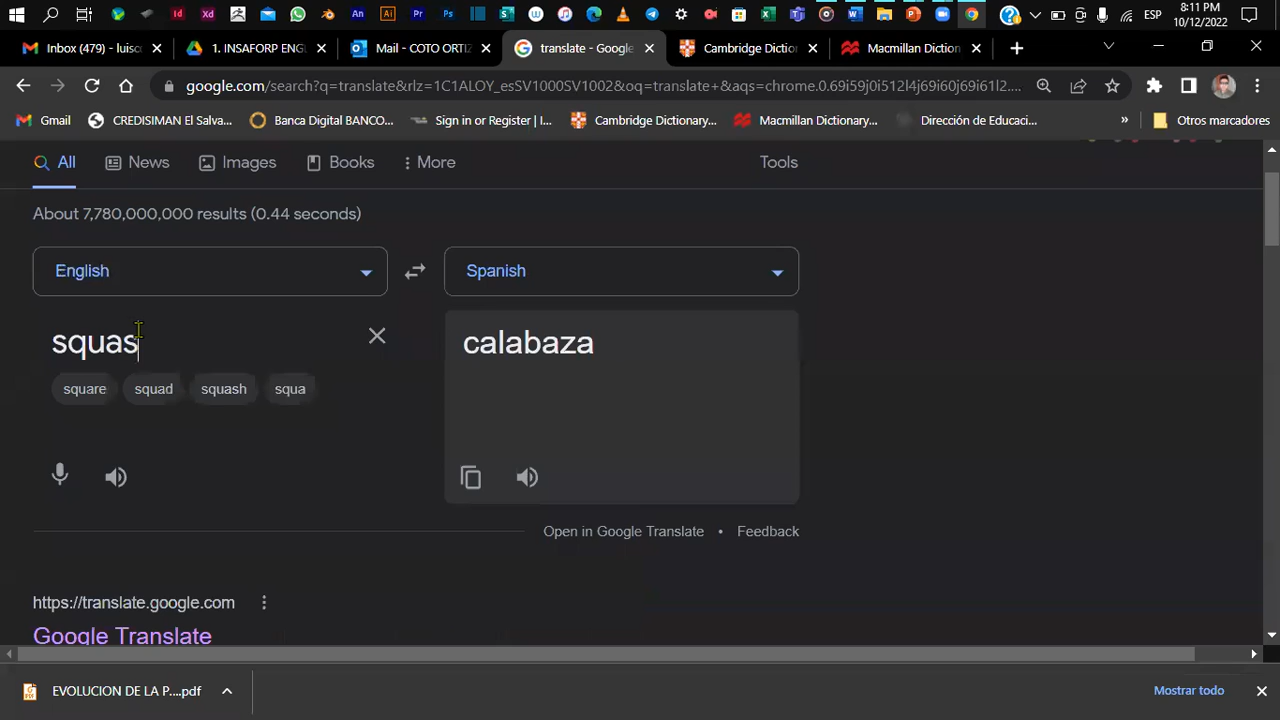 8:11 PM
ESP
10/12/2022
Inbox (479) - luisc
1. INSAFORP ENG
Mail - COTO ORTIZ
translate - Google
Cambridge Dictio
Macmillan Diction
google.com/search?q=translate&rlz=1C1ALOY_esSV1000SV1002&oq=translate+&aqs=chrome.0.69i59j0i512l4j69i60j69i61l2....
Gmail
CREDISIMAN El Salva...
Banca Digital BANCO...
Sign in or Register | I...
Cambridge Dictionary...
Macmillan Dictionary...
Dirección de Educaci...
»
Otros marcadores
All
News
Images
Books
More
Tools
About 7,780,000,000 results (0.44 seconds)
English
Spanish
squas
calabaza
square
squad
squash
squa
Open in Google Translate • Feedback
https://translate.google.com
Google Translate
EVOLUCION DE LA P....pdf
Mostrar todo